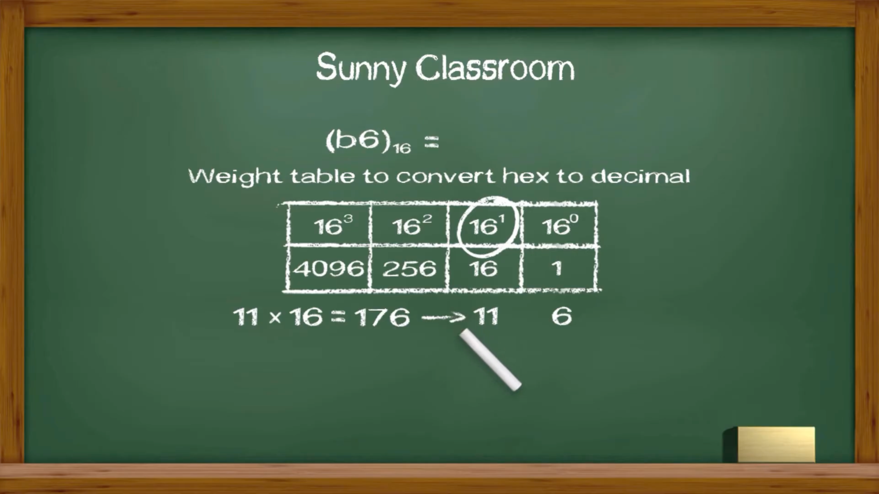 Sunny Classroom
(b6)₁₆ =
Weight table to convert hex to decimal
16³ 16² 16¹ 16⁰
4096 256 16 1
11 × 16 = 176 → 11 6